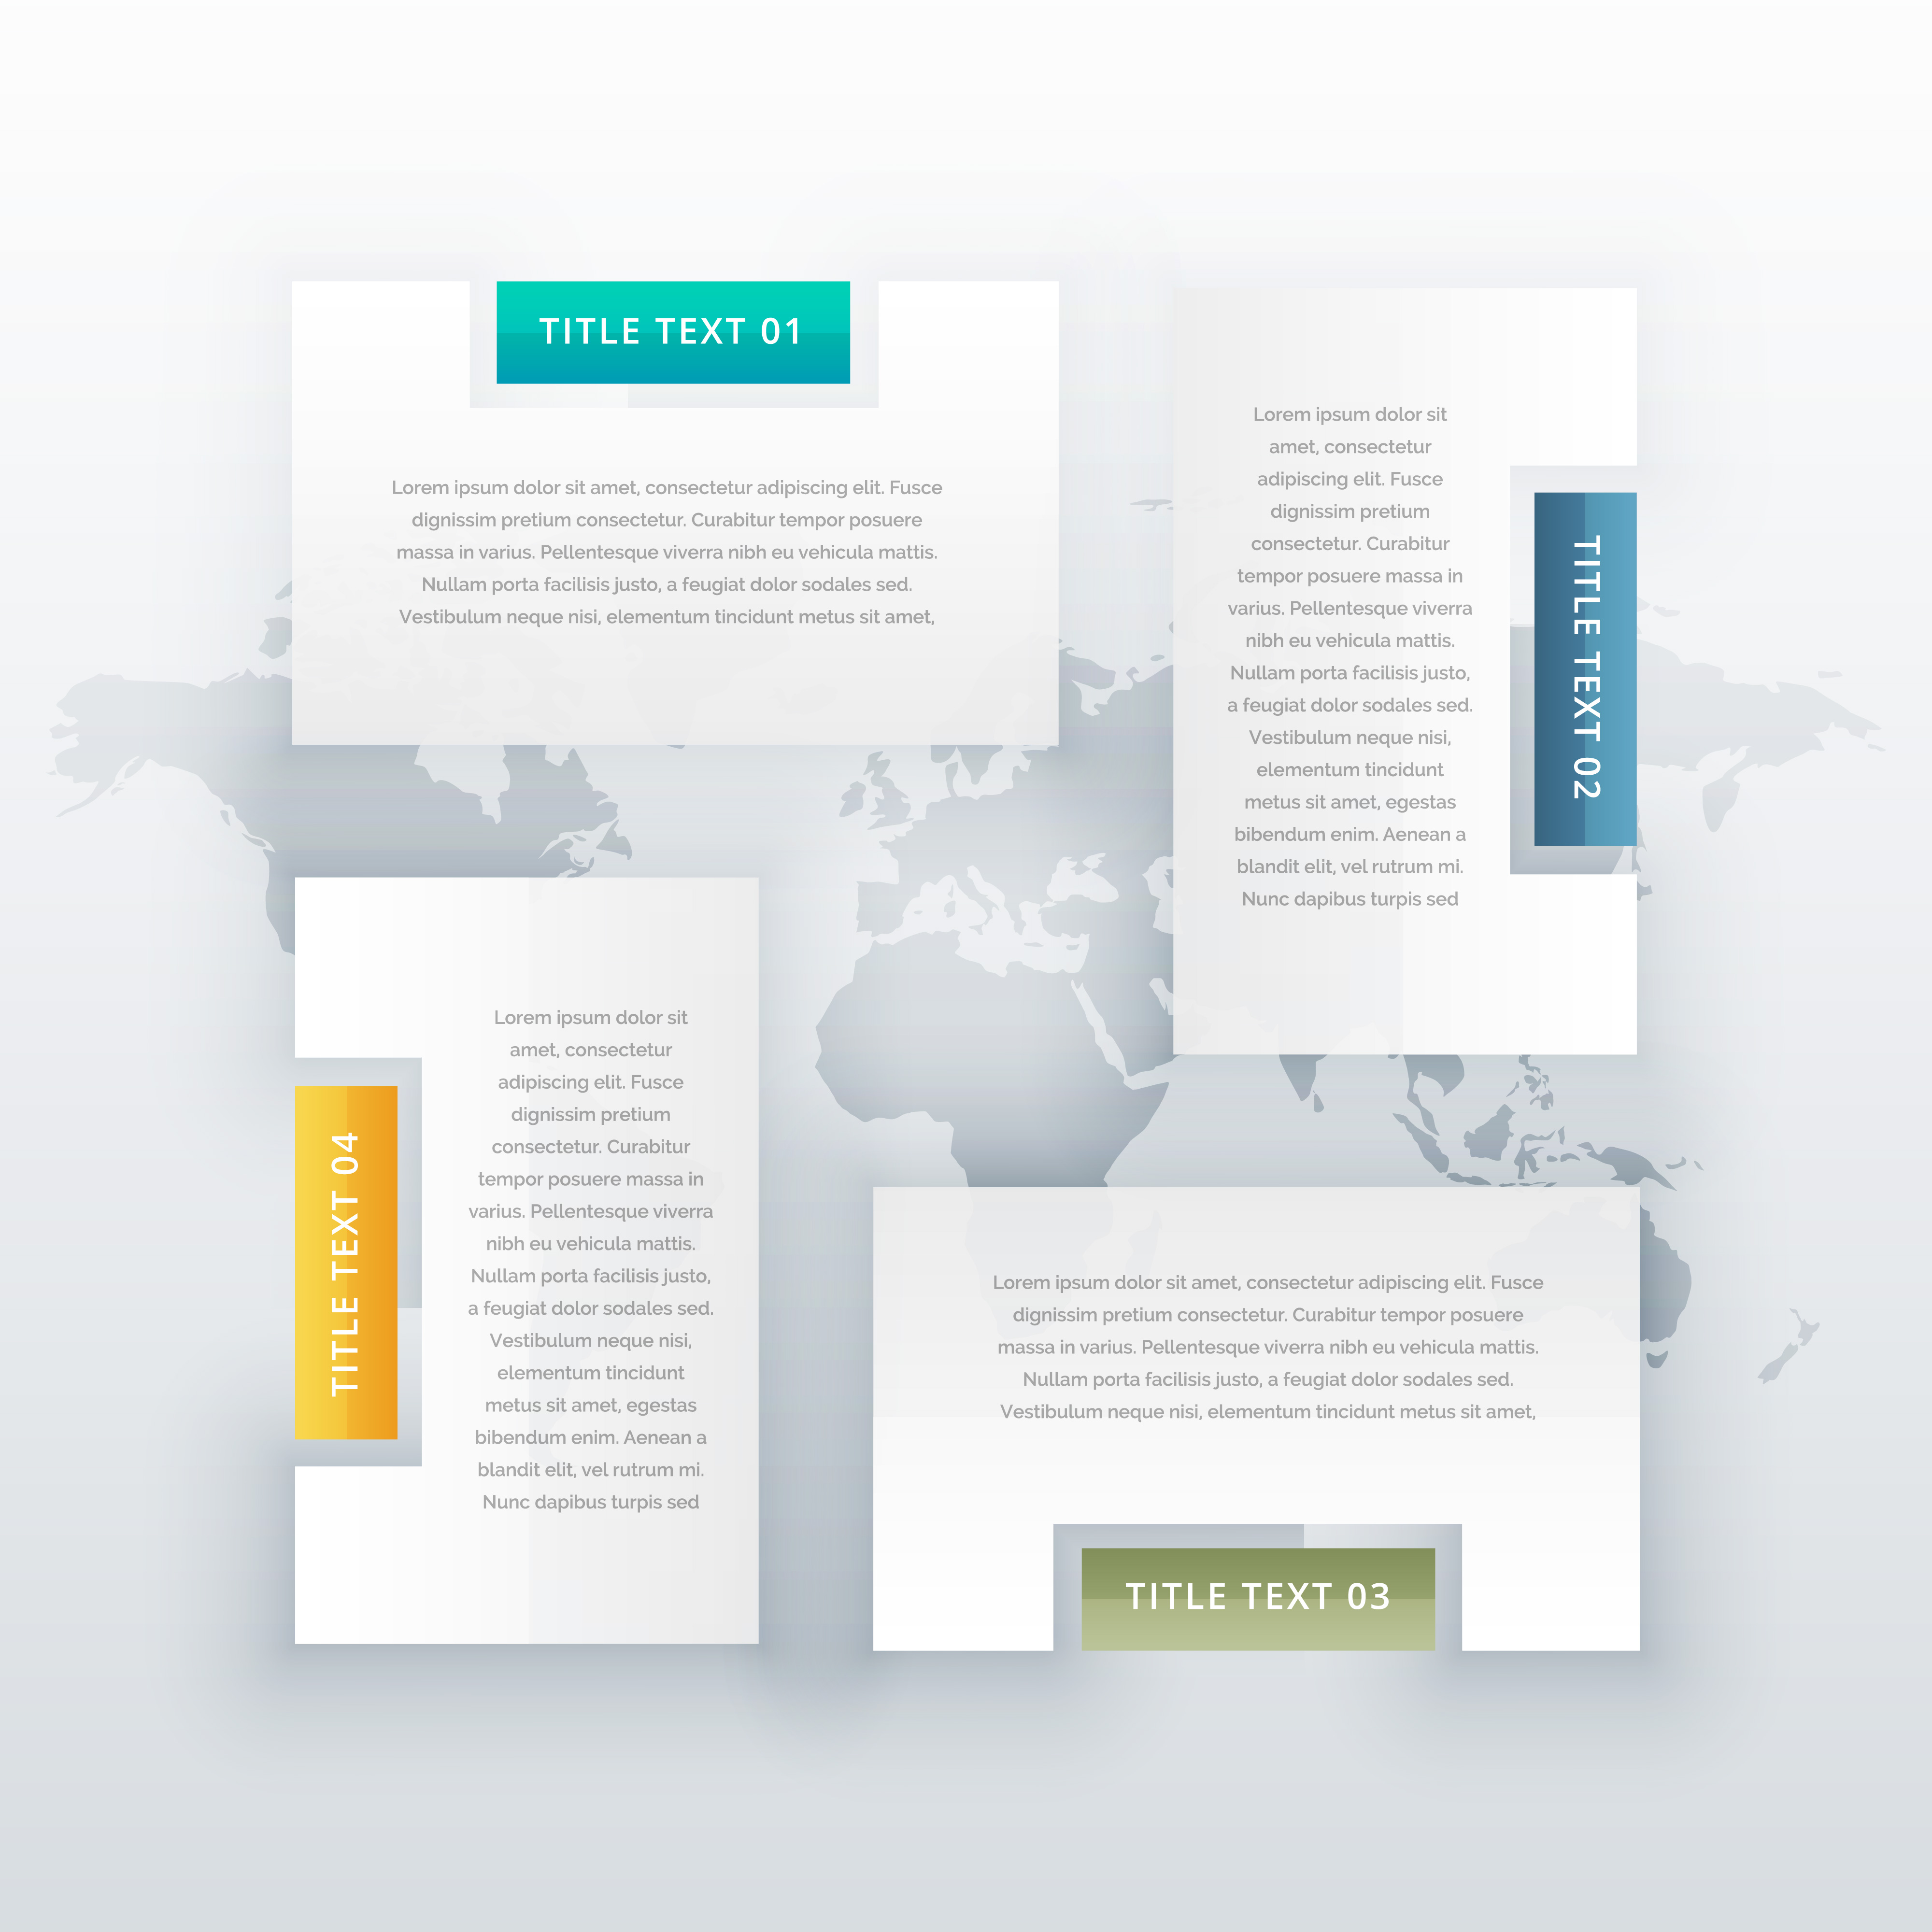 TITLE TEXT 01
Lorem ipsum dolor sit amet, consectetur adipiscing elit. Fusce
dignissim pretium consectetur. Curabitur tempor posuere
massa in varius. Pellentesque viverra nibh eu vehicula mattis.
Nullam porta facilisis justo, a feugiat dolor sodales sed.
Vestibulum neque nisi, elementum tincidunt metus sit amet,
TITLE TEXT 02
Lorem ipsum dolor sit
amet, consectetur
adipiscing elit. Fusce
dignissim pretium
consectetur. Curabitur
tempor posuere massa in
varius. Pellentesque viverra
nibh eu vehicula mattis.
Nullam porta facilisis justo,
a feugiat dolor sodales sed.
Vestibulum neque nisi,
elementum tincidunt
metus sit amet, egestas
bibendum enim. Aenean a
blandit elit, vel rutrum mi.
Nunc dapibus turpis sed
Lorem ipsum dolor sit amet, consectetur adipiscing elit. Fusce
dignissim pretium consectetur. Curabitur tempor posuere
massa in varius. Pellentesque viverra nibh eu vehicula mattis.
Nullam porta facilisis justo, a feugiat dolor sodales sed.
Vestibulum neque nisi, elementum tincidunt metus sit amet,
TITLE TEXT 03
TITLE TEXT 04
Lorem ipsum dolor sit
amet, consectetur
adipiscing elit. Fusce
dignissim pretium
consectetur. Curabitur
tempor posuere massa in
varius. Pellentesque viverra
nibh eu vehicula mattis.
Nullam porta facilisis justo,
a feugiat dolor sodales sed.
Vestibulum neque nisi,
elementum tincidunt
metus sit amet, egestas
bibendum enim. Aenean a
blandit elit, vel rutrum mi.
Nunc dapibus turpis sed